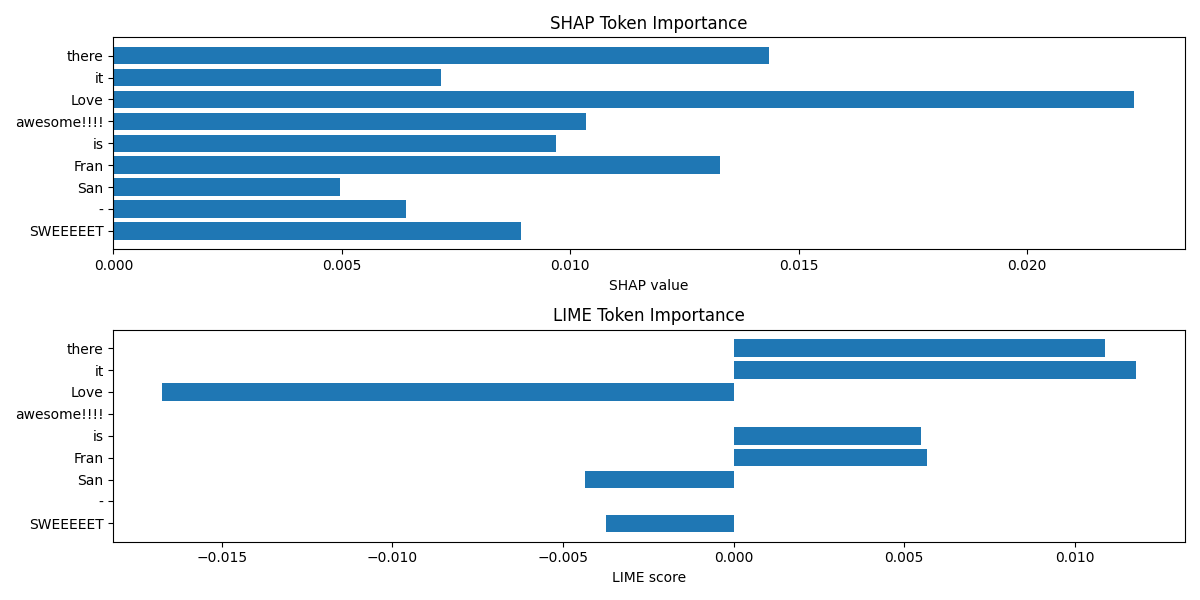 SHAP Token Importance
there
it
Love
awesome!!!!
is
Fran
San
-
SWEEEEET
0.000 0.005 0.010 0.015 0.020
SHAP value
LIME Token Importance
there
it
Love
awesome!!!!
is
Fran
San
-
SWEEEEET
−0.015 −0.010 −0.005 0.000 0.005 0.010
LIME score